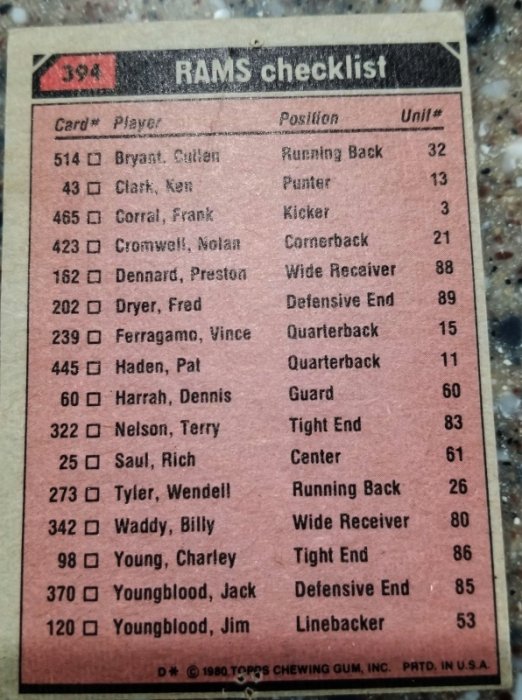 394 RAMS checklist
Card# Player Position Unif#
514 □ Bryant, Cullen Running Back 32
43 □ Clark, Ken Punter 13
465 □ Corral, Frank Kicker 3
423 □ Cromwell, Nolan Cornerback 21
162 □ Dennard, Preston Wide Receiver 88
202 □ Dryer, Fred Defensive End 89
239 □ Ferragamo, Vince Quarterback 15
445 □ Haden, Pat Quarterback 11
60 □ Harrah, Dennis Guard 60
322 □ Nelson, Terry Tight End 83
25 □ Saul, Rich Center 61
273 □ Tyler, Wendell Running Back 26
342 □ Waddy, Billy Wide Receiver 80
98 □ Young, Charley Tight End 86
370 □ Youngblood, Jack Defensive End 85
120 □ Youngblood, Jim Linebacker 53
D* © 1980 TOPPS CHEWING GUM, INC. PRTD. IN U.S.A.